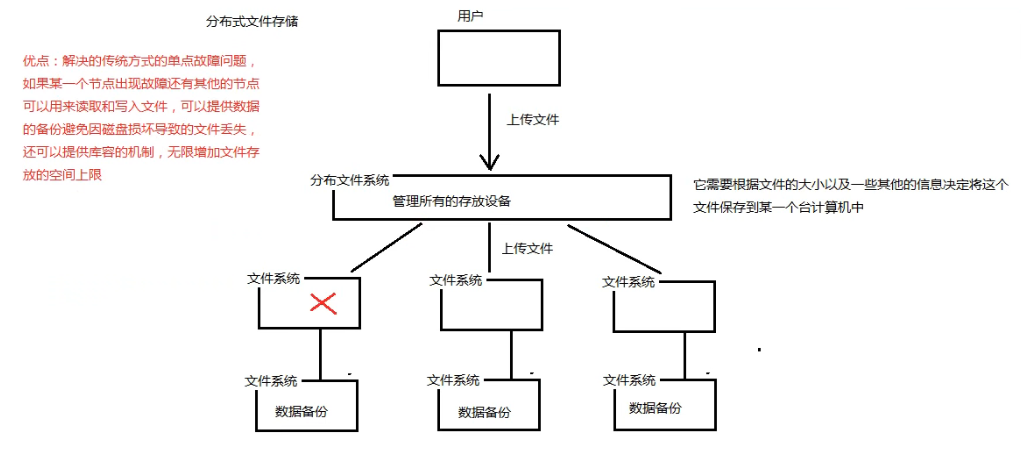 分布式文件存储
用户
优点：解决的传统方式的单点故障问题，
如果某一个节点出现故障还有其他的节点
可以用来读取和写入文件，可以提供数据
的备份避免因磁盘损坏导致的文件丢失，
还可以提供库容的机制，无限增加文件存
放的空间上限
上传文件
分布文件系统
管理所有的存放设备
它需要根据文件的大小以及一些其他的信息决定将这个
文件保存到某一个台计算机中
上传文件
文件系统
文件系统
文件系统
文件系统
文件系统
文件系统
数据备份
数据备份
数据备份